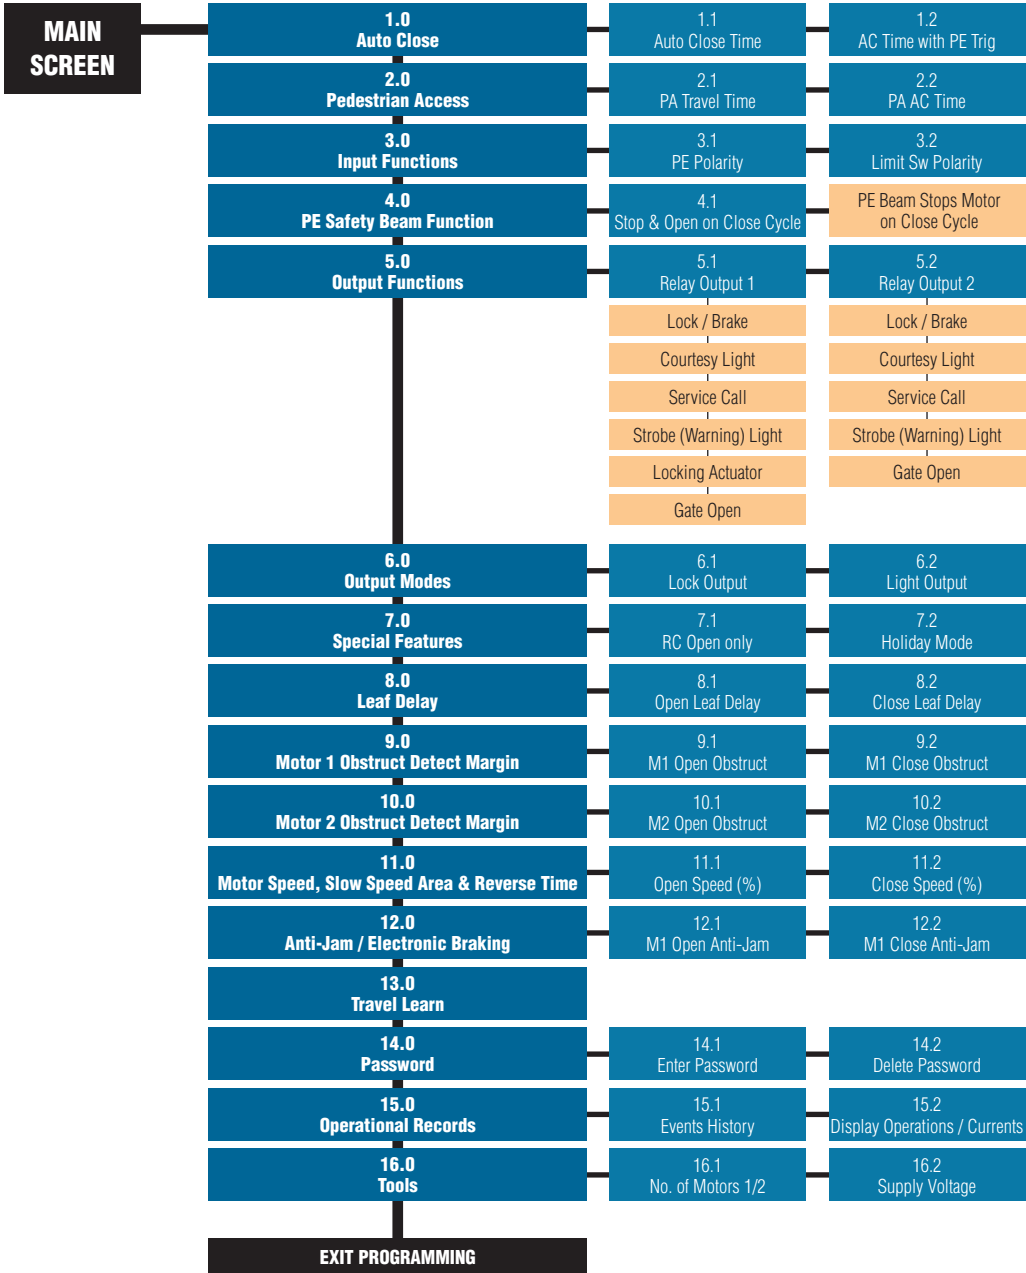 MAIN
SCREEN
1.0
Auto Close
1.1
Auto Close Time
1.2
AC Time with PE Trig
2.0
Pedestrian Access
2.1
PA Travel Time
2.2
PA AC Time
3.0
Input Functions
3.1
PE Polarity
3.2
Limit Sw Polarity
4.0
PE Safety Beam Function
4.1
Stop & Open on Close Cycle
PE Beam Stops Motor
on Close Cycle
5.0
Output Functions
5.1
Relay Output 1
5.2
Relay Output 2
Lock / Brake
Lock / Brake
Courtesy Light
Courtesy Light
Service Call
Service Call
Strobe (Warning) Light
Strobe (Warning) Light
Locking Actuator
Gate Open
Gate Open
6.0
Output Modes
6.1
Lock Output
6.2
Light Output
7.0
Special Features
7.1
RC Open only
7.2
Holiday Mode
8.0
Leaf Delay
8.1
Open Leaf Delay
8.2
Close Leaf Delay
9.0
Motor 1 Obstruct Detect Margin
9.1
M1 Open Obstruct
9.2
M1 Close Obstruct
10.0
Motor 2 Obstruct Detect Margin
10.1
M2 Open Obstruct
10.2
M2 Close Obstruct
11.0
Motor Speed, Slow Speed Area & Reverse Time
11.1
Open Speed (%)
11.2
Close Speed (%)
12.0
Anti-Jam / Electronic Braking
12.1
M1 Open Anti-Jam
12.2
M1 Close Anti-Jam
13.0
Travel Learn
14.0
Password
14.1
Enter Password
14.2
Delete Password
15.0
Operational Records
15.1
Events History
15.2
Display Operations / Currents
16.0
Tools
16.1
No. of Motors 1/2
16.2
Supply Voltage
EXIT PROGRAMMING